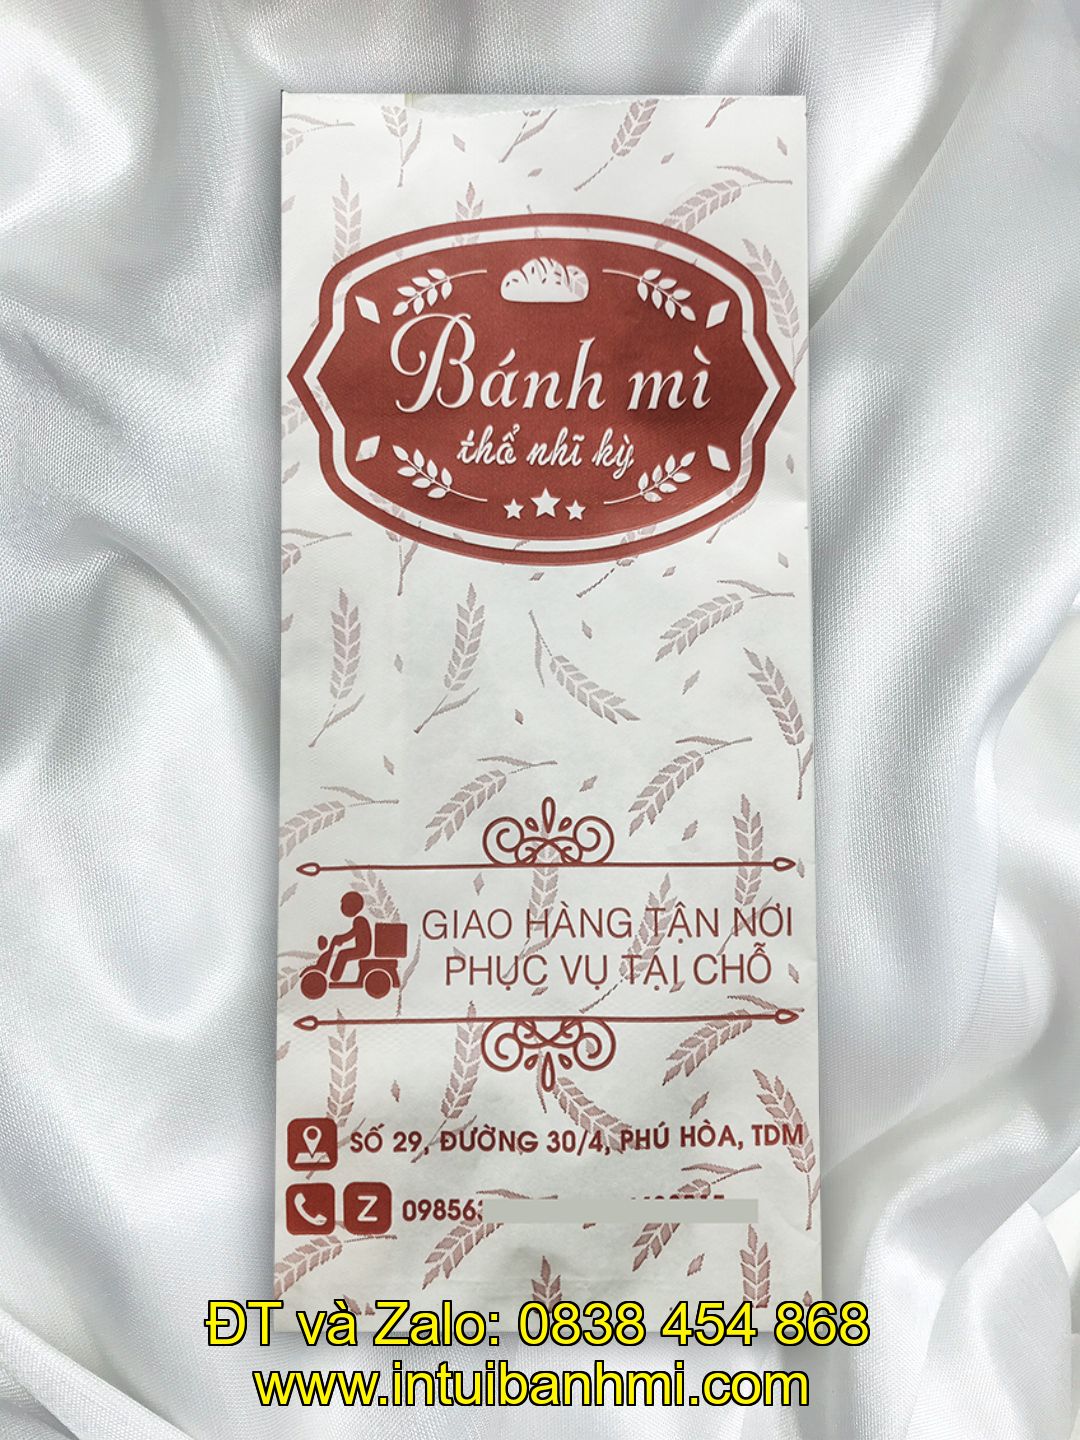 Bánh mì
thổ nhĩ kỳ
GIAO HÀNG TẬN NƠI
PHỤC VỤ TẠI CHỖ
SỐ 29, ĐƯỜNG 30/4, PHÚ HÒA, TDM
Z 09856
ĐT và Zalo: 0838 454 868
www.intuibanhmi.com